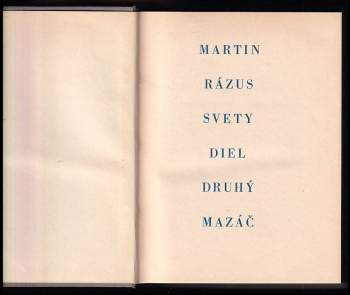 MARTIN
RÁZUS
SVETY
DIEL
DRUHÝ
MAZÁČ